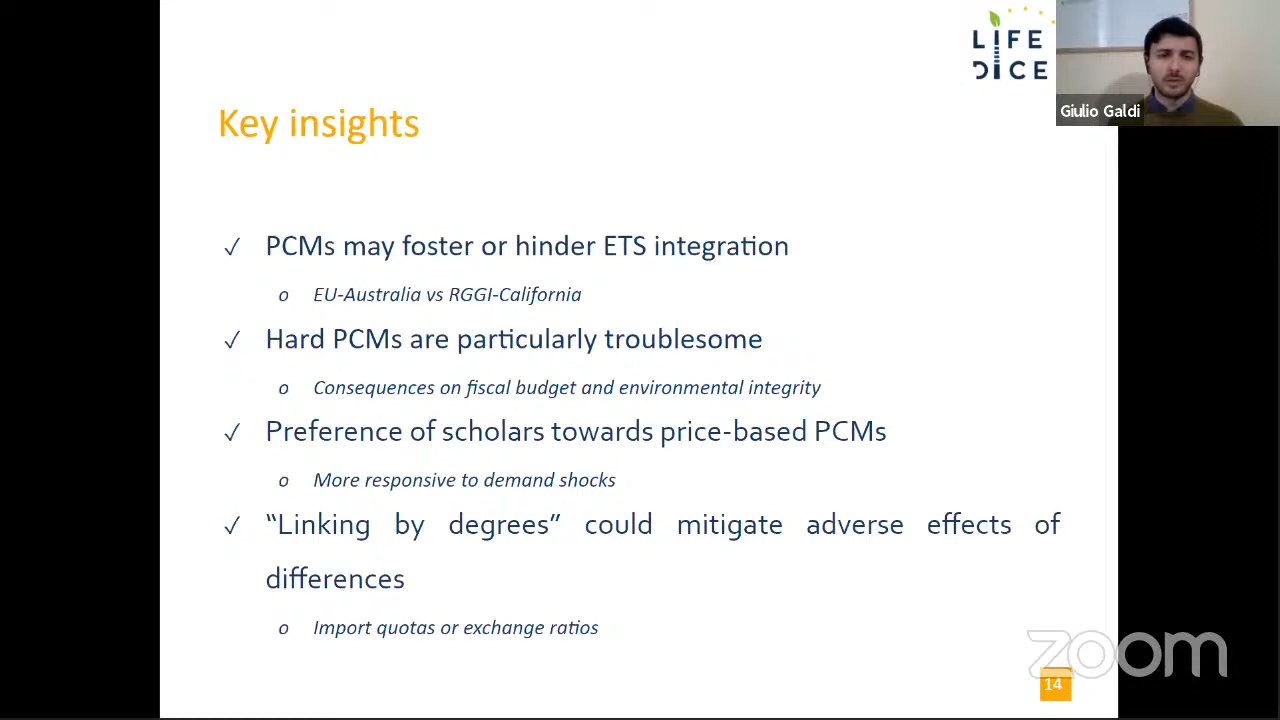 LIFE
DICE
Giulio Galdi
Key insights
✓ PCMs may foster or hinder ETS integration
o EU-Australia vs RGGI-California
✓ Hard PCMs are particularly troublesome
o Consequences on fiscal budget and environmental integrity
✓ Preference of scholars towards price-based PCMs
o More responsive to demand shocks
✓ “Linking by degrees” could mitigate adverse effects of
differences
o Import quotas or exchange ratios
zoom
14